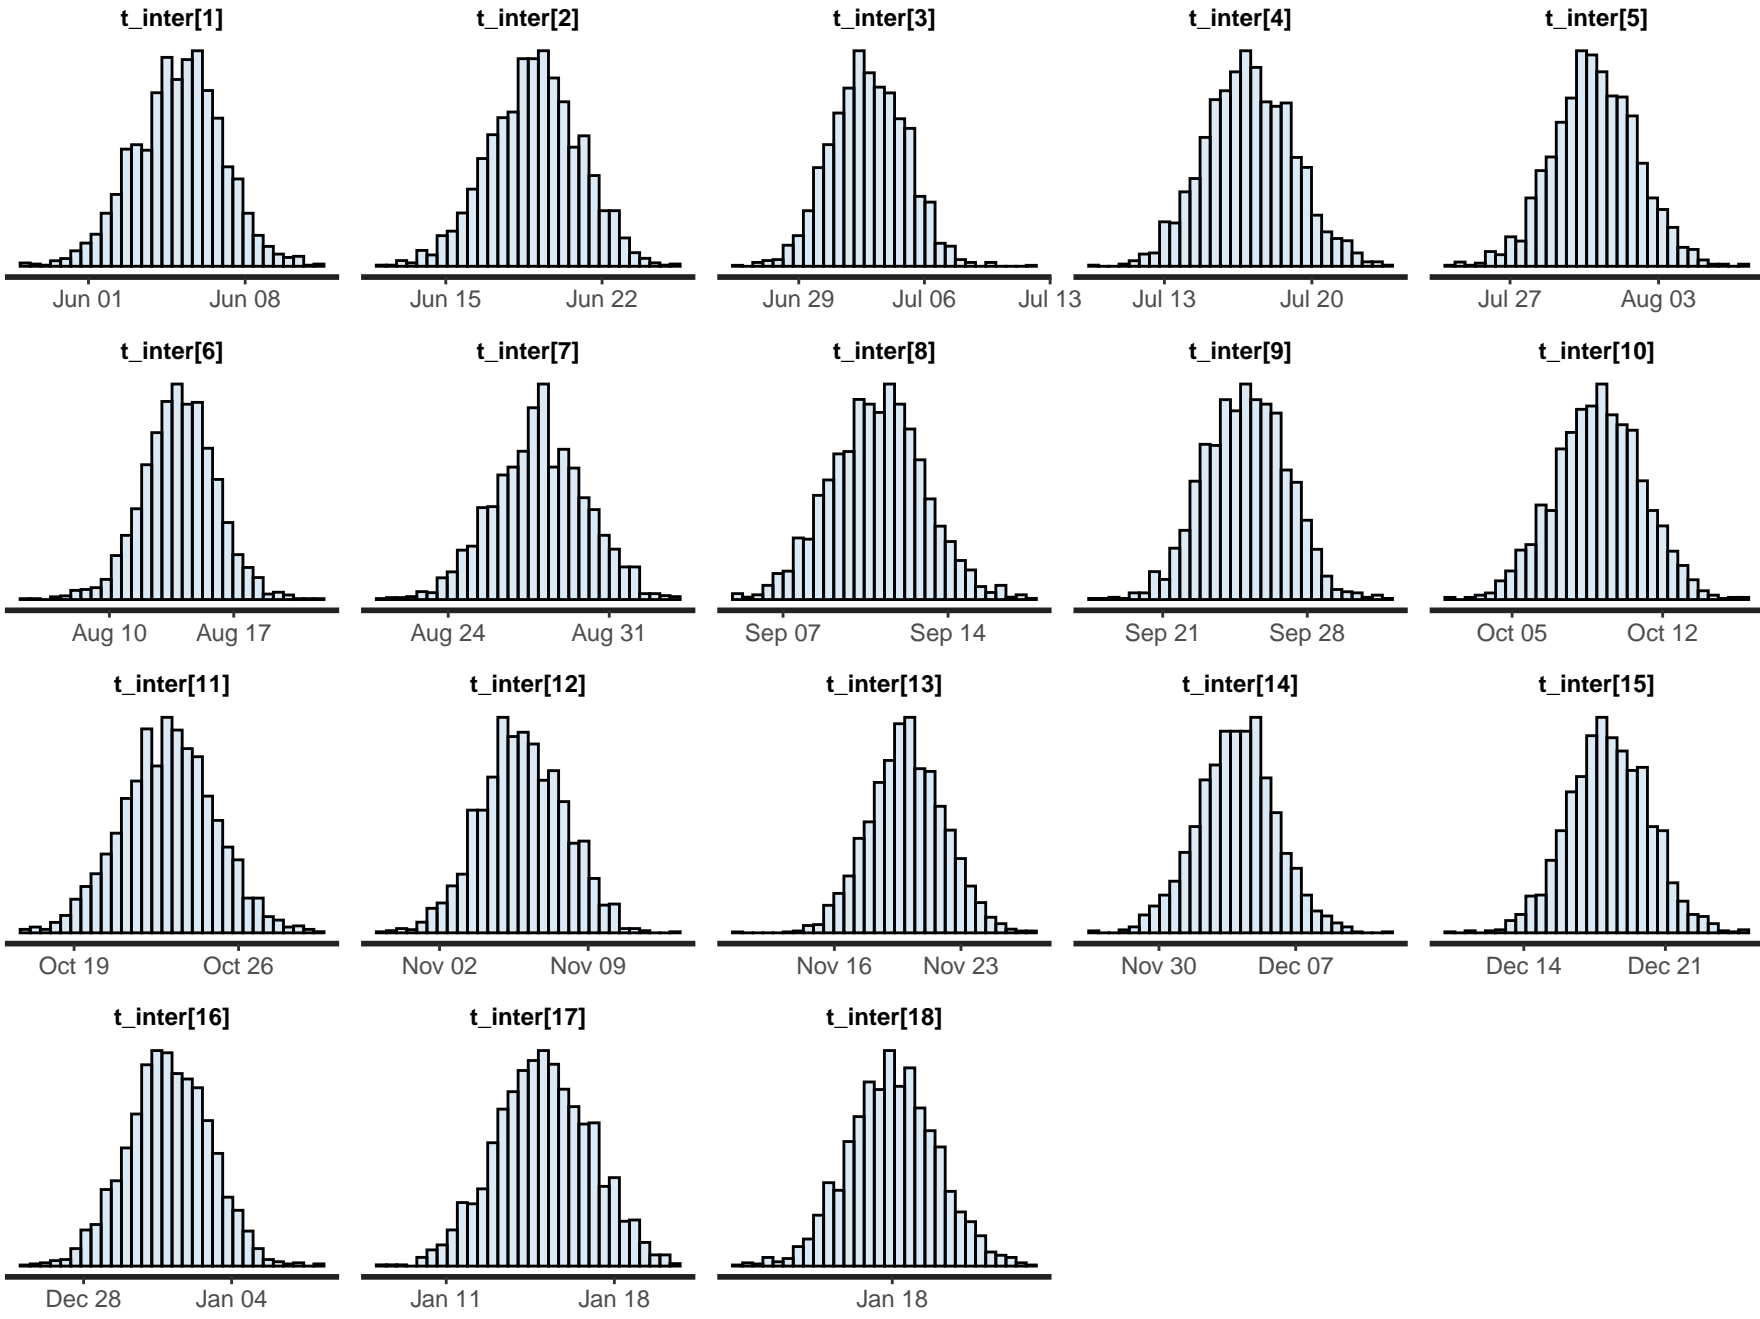 t_inter[1] t_inter[2] t_inter[3] t_inter[4] t_inter[5]
Jun 01 Jun 08 Jun 15 Jun 22 Jun 29 Jul 06 Jul 13 Jul 13 Jul 20 Jul 27 Aug 03
t_inter[6] t_inter[7] t_inter[8] t_inter[9] t_inter[10]
Aug 10 Aug 17 Aug 24 Aug 31 Sep 07 Sep 14 Sep 21 Sep 28 Oct 05 Oct 12
t_inter[11] t_inter[12] t_inter[13] t_inter[14] t_inter[15]
Oct 19 Oct 26 Nov 02 Nov 09 Nov 16 Nov 23 Nov 30 Dec 07 Dec 14 Dec 21
t_inter[16] t_inter[17] t_inter[18]
Dec 28 Jan 04 Jan 11 Jan 18 Jan 18